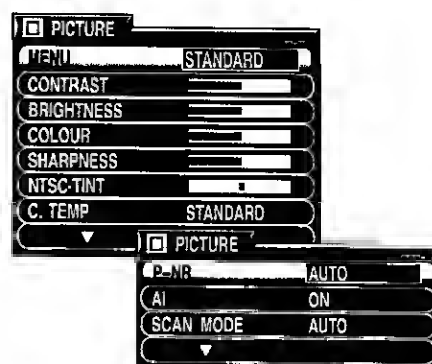 PICTURE
MENU STANDARD
CONTRAST
BRIGHTNESS
COLOUR
SHARPNESS
NTSC-TINT
C. TEMP STANDARD
PICTURE
P-NR AUTO
AI ON
SCAN MODE AUTO